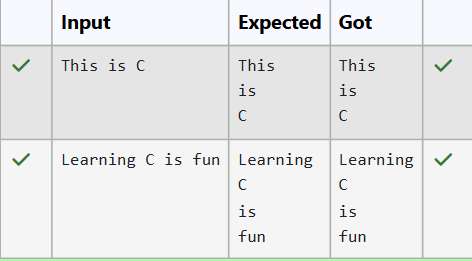 Input Expected Got
This is C This This
is is
C C
Learning C is fun Learning Learning
C C
is is
fun fun